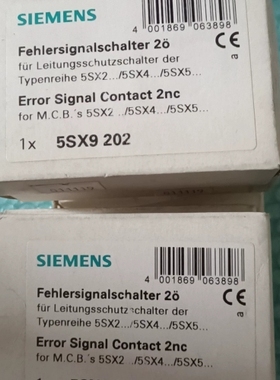 4 001869 063898
SIEMENS
Fehlersignalschalter 2ö
für Leitungsschutzschalter der
Typenreihe 5SX2.../5SX4.../5SX5...
CE
a
Error Signal Contact 2nc
for M.C.B.'s 5SX2 ../5SX4.../5SX5...
1x 5SX9 202
SIEMENS
4 001869 063898
Fehlersignalschalter 2ö
für Leitungsschutzschalter der
Typenreihe 5SX2.../5SX4.../5SX5...
CE
a
Error Signal Contact 2nc
for M.C.B.'s 5SX2 ../5SX4.../5SX5...